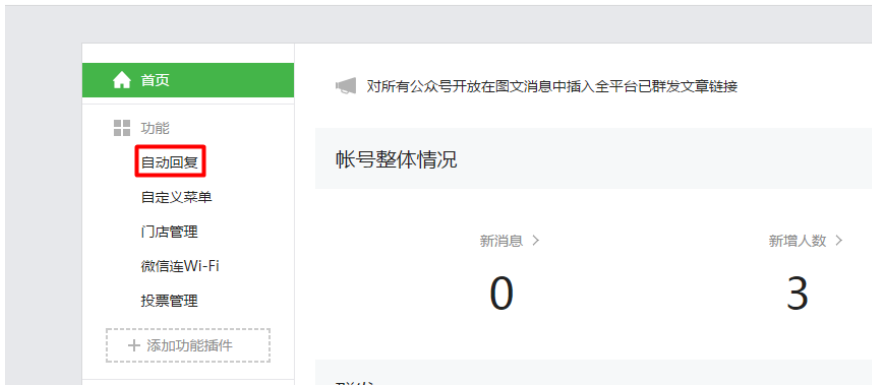 首页
功能
自动回复
自定义菜单
门店管理
微信连Wi-Fi
投票管理
添加功能插件
对所有公众号开放在图文消息中插入全平台已群发文章链接
帐号整体情况
新消息
0
新增人数
3